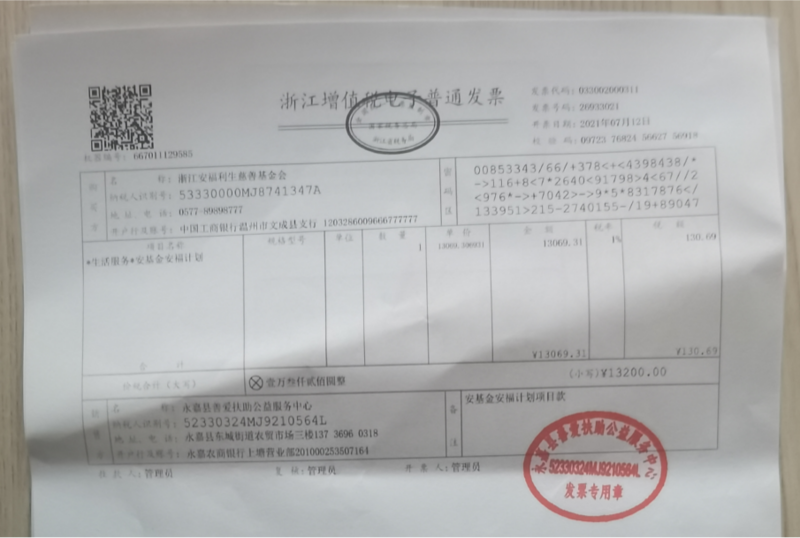 浙江增值税电子普通发票
发票代码: 033002000311
发票号码: 26933021
开票日期: 2021年07月12日
校验码: 09723 76824 56627 56919
机器编号: 667011129585
购买方
名称: 浙江安福利生慈善基金会
纳税人识别号: 53330000MJ8741347A
地址、电话: 0577-89898777
开户行及账号: 中国工商银行温州市文成县支行 1203286009666777777
密码区
00853343/66/+378<+<4398438/*
->116+8<7*2640<91798>4<67//2
<976*->+7042>->9*5*8317876</
133951>215-2740155-/19+89047
项目名称 规格型号 单位 数量 单价 金额 税率 税额
*生活服务*安基金安福计划 1 13069.31 1% 130.69
合计 ¥13069.31 ¥130.69
价税合计(大写) ⊗壹万叁仟贰佰圆整 (小写)¥13200.00
销售方
名称: 永嘉县善爱扶助公益服务中心
纳税人识别号: 52330324MJ9210564L
地址、电话: 永嘉县东城街道农贸市场三楼137 3696 0318
开户行及账号: 永嘉农商银行上塘营业部201000253507164
备注
安基金安福计划项目款
收款人: 管理员 复核: 管理员 开票人: 管理员
永嘉县善爱扶助公益服务中心
52330324MJ9210564L
发票专用章